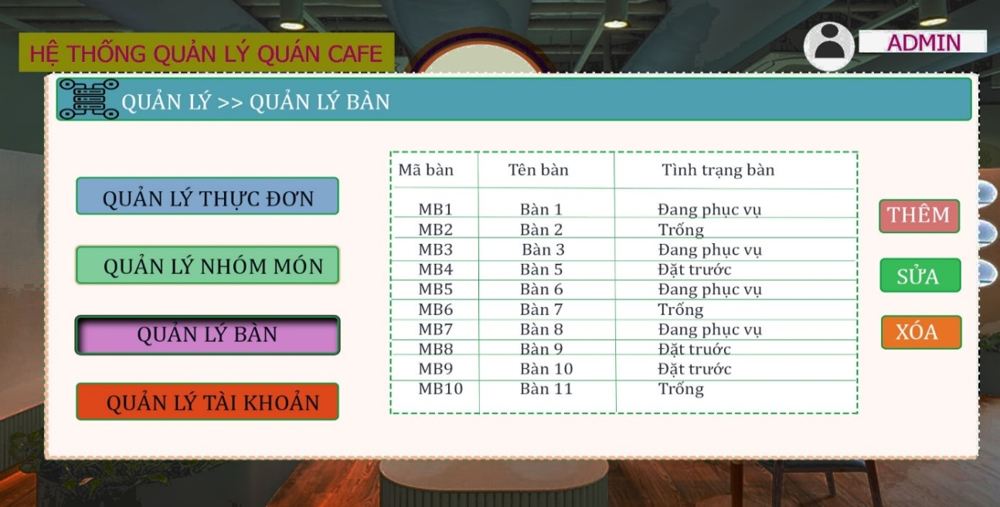 HỆ THỐNG QUẢN LÝ QUÁN CAFE
ADMIN
QUẢN LÝ >> QUẢN LÝ BÀN
QUẢN LÝ THỰC ĐƠN
QUẢN LÝ NHÓM MÓN
QUẢN LÝ BÀN
QUẢN LÝ TÀI KHOẢN
Mã bàn Tên bàn Tình trạng bàn
MB1 Bàn 1 Đang phục vụ
MB2 Bàn 2 Trống
MB3 Bàn 3 Đang phục vụ
MB4 Bàn 5 Đặt trước
MB5 Bàn 6 Đang phục vụ
MB6 Bàn 7 Trống
MB7 Bàn 8 Đang phục vụ
MB8 Bàn 9 Đặt truớc
MB9 Bàn 10 Đặt trước
MB10 Bàn 11 Trống
THÊM
SỬA
XÓA